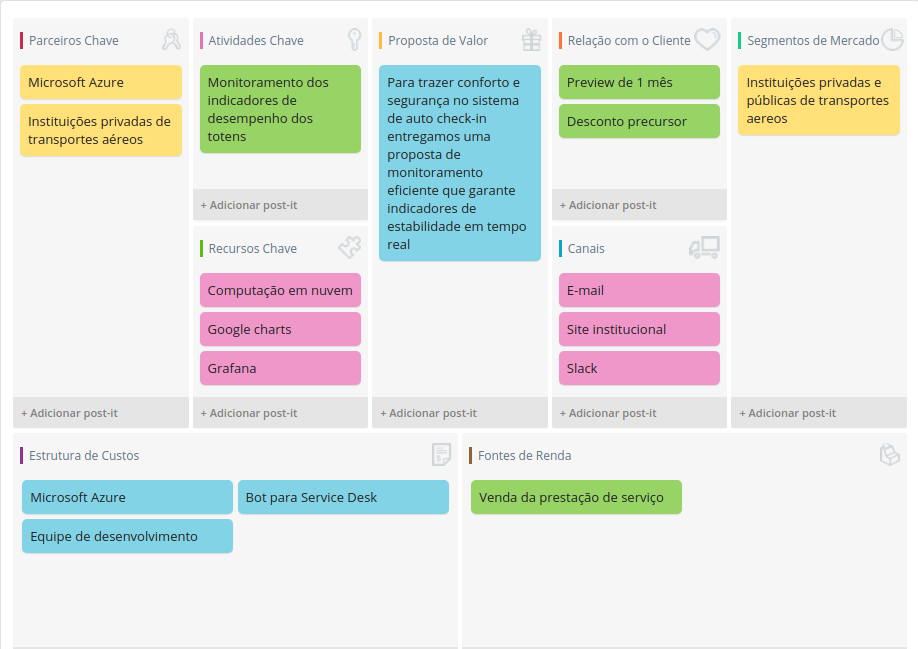 Parceiros Chave
Microsoft Azure
Instituições privadas de
transportes aéreos
+ Adicionar post-it
Atividades Chave
Monitoramento dos
indicadores de
desempenho dos
totens
+ Adicionar post-it
Recursos Chave
Computação em nuvem
Google charts
Grafana
+ Adicionar post-it
Proposta de Valor
Para trazer conforto e
segurança no sistema
de auto check-in
entregamos uma
proposta de
monitoramento
eficiente que garante
indicadores de
estabilidade em tempo
real
+ Adicionar post-it
Relação com o Cliente
Preview de 1 mês
Desconto precursor
+ Adicionar post-it
Canais
E-mail
Site institucional
Slack
+ Adicionar post-it
Segmentos de Mercado
Instituições privadas e
públicas de transportes
aereos
+ Adicionar post-it
Estrutura de Custos
Microsoft Azure
Bot para Service Desk
Equipe de desenvolvimento
Fontes de Renda
Venda da prestação de serviço